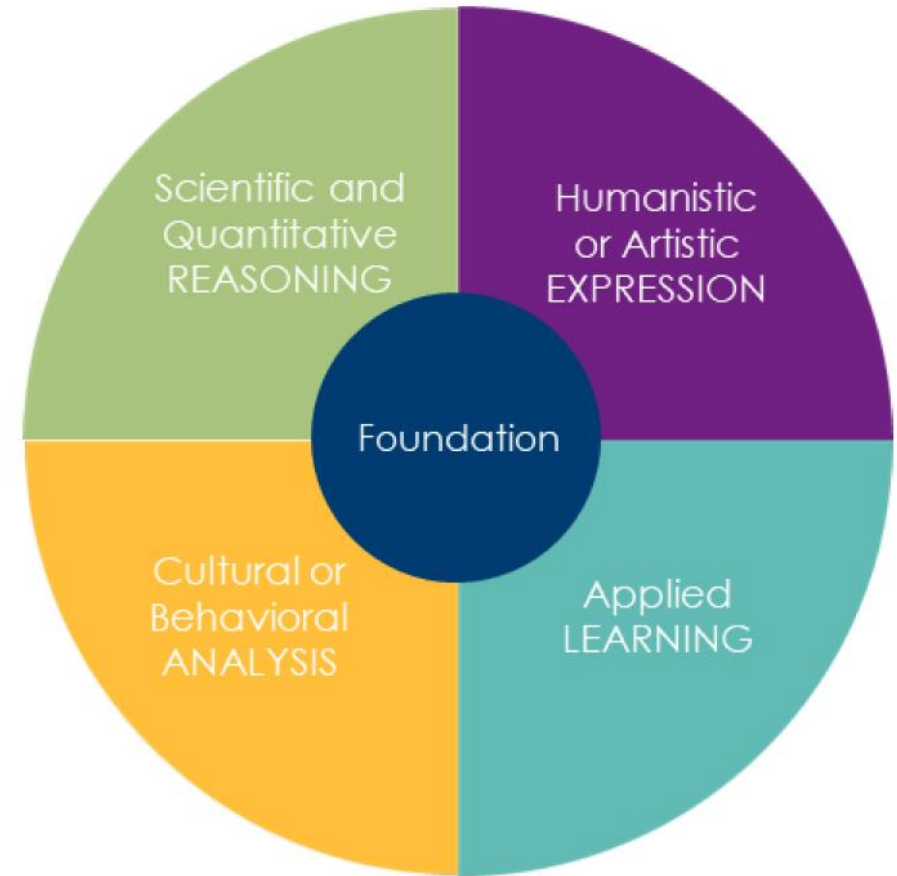 Scientific and
Quantitative
REASONING
Humanistic
or Artistic
EXPRESSION
Foundation
Cultural or
Behavioral
ANALYSIS
Applied
LEARNING